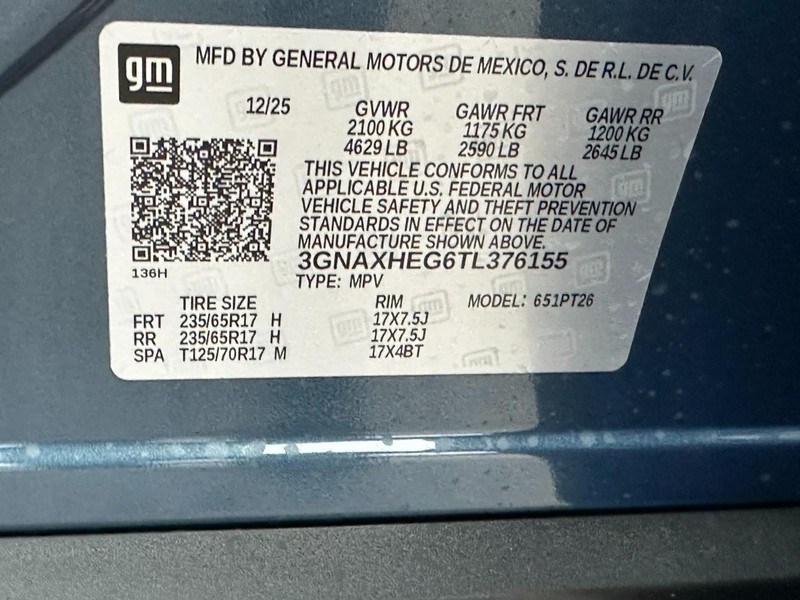 gm
MFD BY GENERAL MOTORS DE MEXICO, S. DE R.L. DE C.V.
12/25 GVWR GAWR FRT GAWR RR
2100 KG 1175 KG 1200 KG
4629 LB 2590 LB 2645 LB
THIS VEHICLE CONFORMS TO ALL
APPLICABLE U.S. FEDERAL MOTOR
VEHICLE SAFETY AND THEFT PREVENTION
STANDARDS IN EFFECT ON THE DATE OF
MANUFACTURE SHOWN ABOVE.
136H
3GNAXHEG6TL376155
TYPE: MPV
TIRE SIZE RIM MODEL: 651PT26
FRT 235/65R17 H 17X7.5J
RR 235/65R17 H 17X7.5J
SPA T125/70R17 M 17X4BT